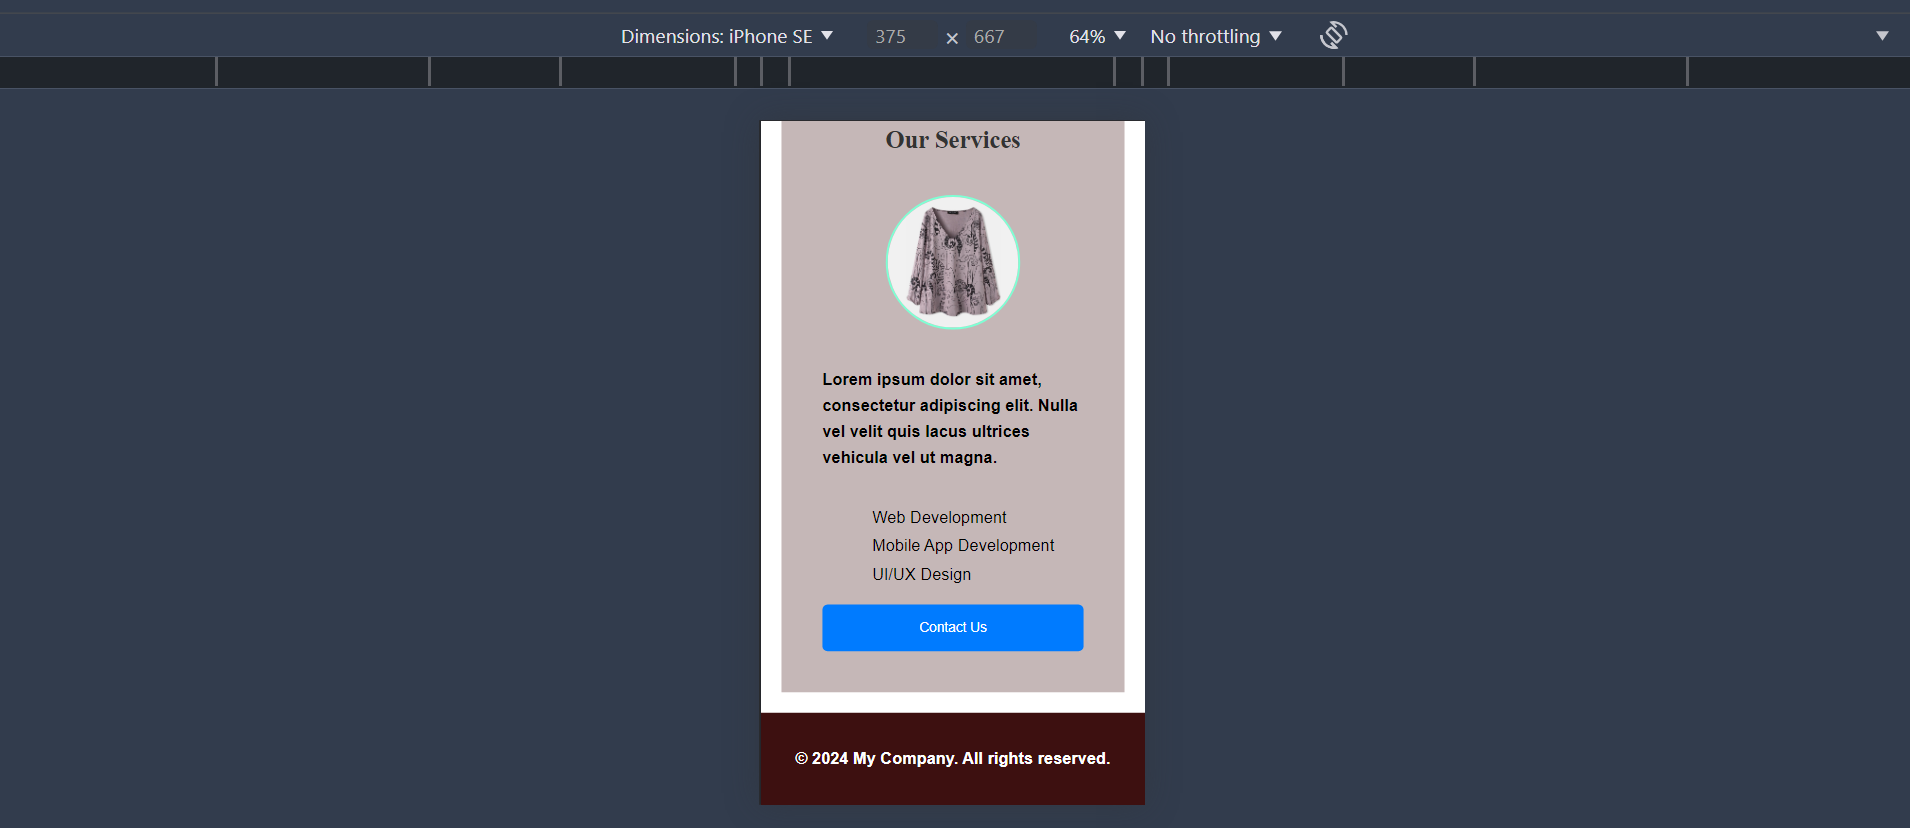 Dimensions: iPhone SE 375 × 667 64% No throttling
Our Services
Lorem ipsum dolor sit amet,
consectetur adipiscing elit. Nulla
vel velit quis lacus ultrices
vehicula vel ut magna.
Web Development
Mobile App Development
UI/UX Design
Contact Us
© 2024 My Company. All rights reserved.